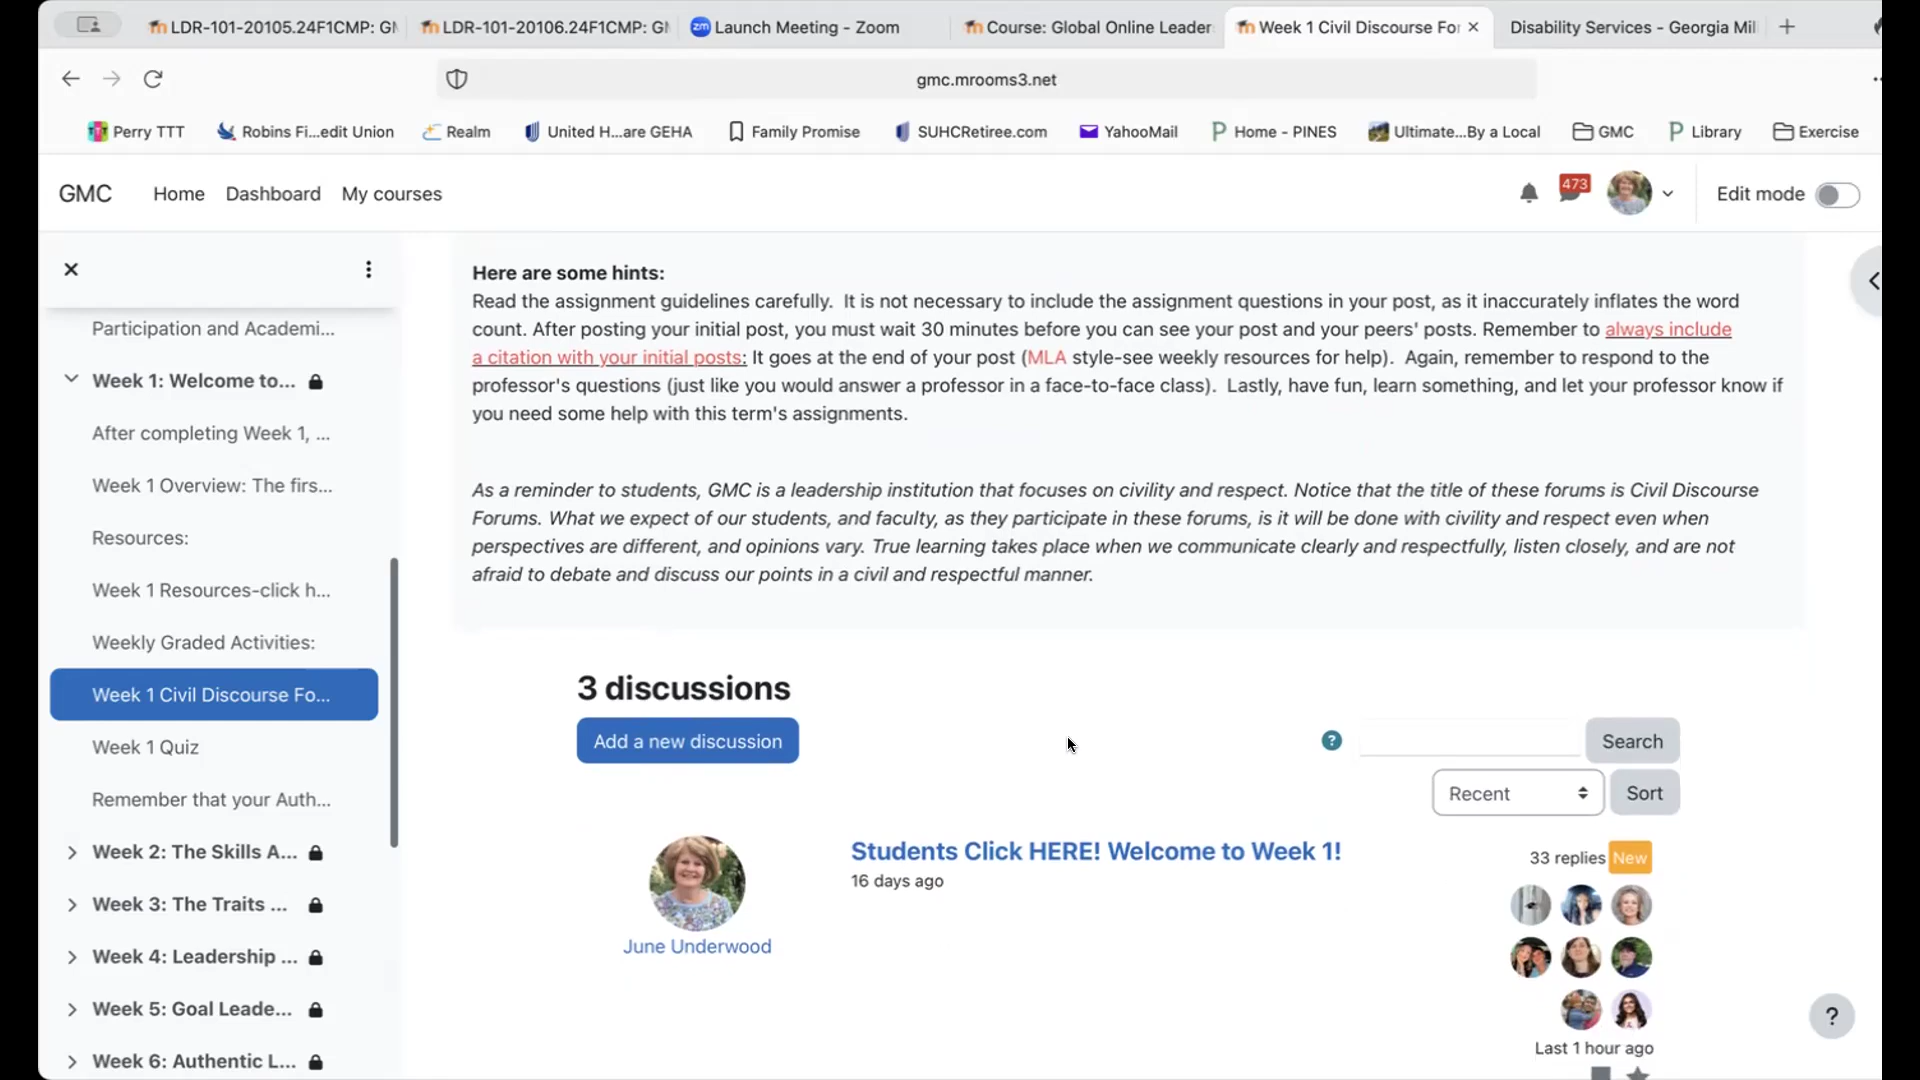 LDR-101-20105.24F1CMP: GM
LDR-101-20106.24F1CMP: GM
zm Launch Meeting - Zoom
Course: Global Online Leader
Week 1 Civil Discourse For
Disability Services - Georgia Mil
gmc.mrooms3.net
TTT Perry TTT
Robins Fi...edit Union
Realm
United H...are GEHA
Family Promise
SUHCRetiree.com
YahooMail
Home - PINES
Ultimate...By a Local
GMC
Library
Exercise
GMC
Home
Dashboard
My courses
473
Edit mode
Participation and Academi...
Week 1: Welcome to...
After completing Week 1, ...
Week 1 Overview: The firs...
Resources:
Week 1 Resources-click h...
Weekly Graded Activities:
Week 1 Civil Discourse Fo...
Week 1 Quiz
Remember that your Auth...
Week 2: The Skills A...
Week 3: The Traits ...
Week 4: Leadership ...
Week 5: Goal Leade...
Week 6: Authentic L...
Here are some hints:
Read the assignment guidelines carefully. It is not necessary to include the assignment questions in your post, as it inaccurately inflates the word
count. After posting your initial post, you must wait 30 minutes before you can see your post and your peers' posts. Remember to always include
a citation with your initial posts: It goes at the end of your post (MLA style-see weekly resources for help). Again, remember to respond to the
professor's questions (just like you would answer a professor in a face-to-face class). Lastly, have fun, learn something, and let your professor know if
you need some help with this term's assignments.
As a reminder to students, GMC is a leadership institution that focuses on civility and respect. Notice that the title of these forums is Civil Discourse
Forums. What we expect of our students, and faculty, as they participate in these forums, is it will be done with civility and respect even when
perspectives are different, and opinions vary. True learning takes place when we communicate clearly and respectfully, listen closely, and are not
afraid to debate and discuss our points in a civil and respectful manner.
3 discussions
Add a new discussion
?
Search
Recent
Sort
Students Click HERE! Welcome to Week 1!
16 days ago
June Underwood
33 replies New
Last 1 hour ago
?